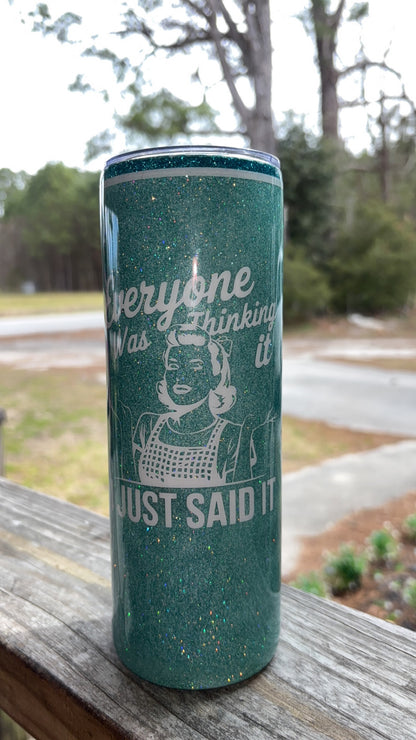 Everyone
Was Thinking
it
JUST SAID IT